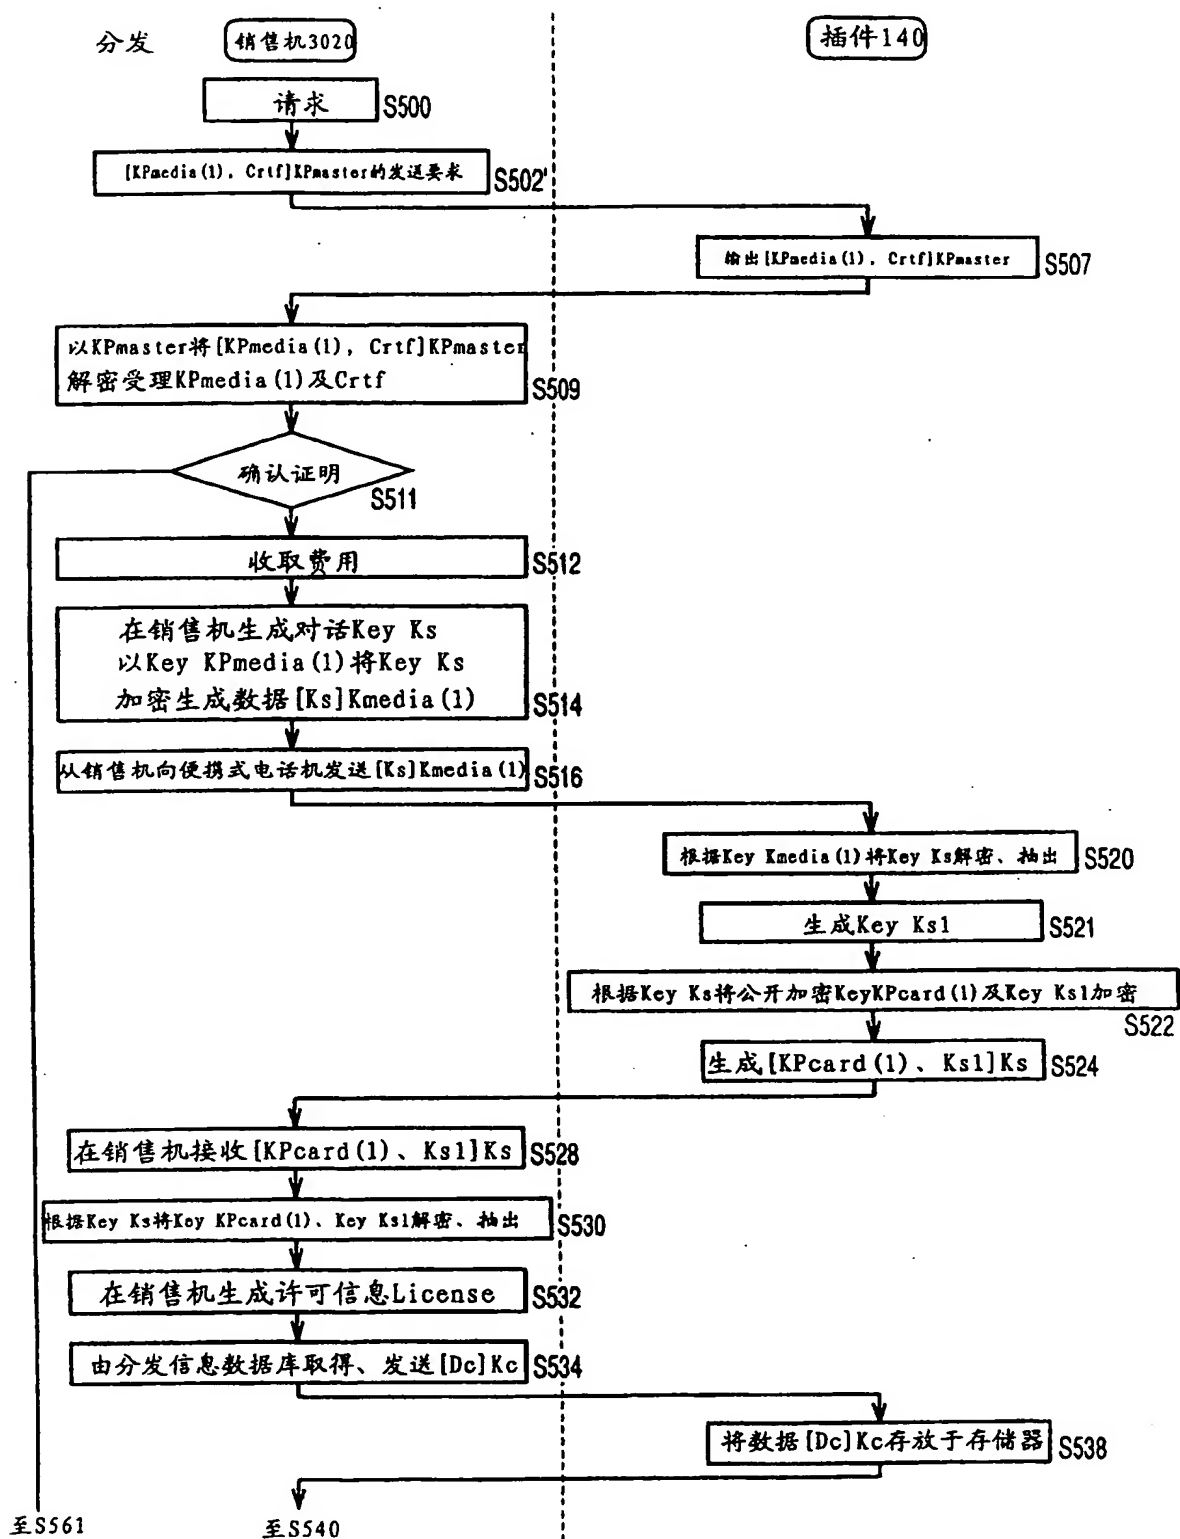 分发
销售机3020
插件140
请求
S500
[KPmedia(1), Crtf]KPmaster的发送要求
S502'
输出[KPmedia(1), Crtf]KPmaster
S507
以KPmaster将[KPmedia(1), Crtf]KPmaster
解密受理KPmedia(1)及Crtf
S509
确认证明
S511
收取费用
S512
在销售机生成对话Key Ks
以Key KPmedia(1)将Key Ks
加密生成数据[Ks]Kmedia(1)
S514
从销售机向便携式电话机发送[Ks]Kmedia(1)
S516
根据Key Kmedia(1)将Key Ks解密、抽出
S520
生成Key Ks1
S521
根据Key Ks将公开加密KeyKPcard(1)及Key Ks1加密
S522
生成[KPcard(1)、Ks1]Ks
S524
在销售机接收[KPcard(1)、Ks1]Ks
S528
根据Key Ks将Key KPcard(1)、Key Ks1解密、抽出
S530
在销售机生成许可信息License
S532
由分发信息数据库取得、发送[Dc]Kc
S534
将数据[Dc]Kc存放于存储器
S538
至S561
至S540